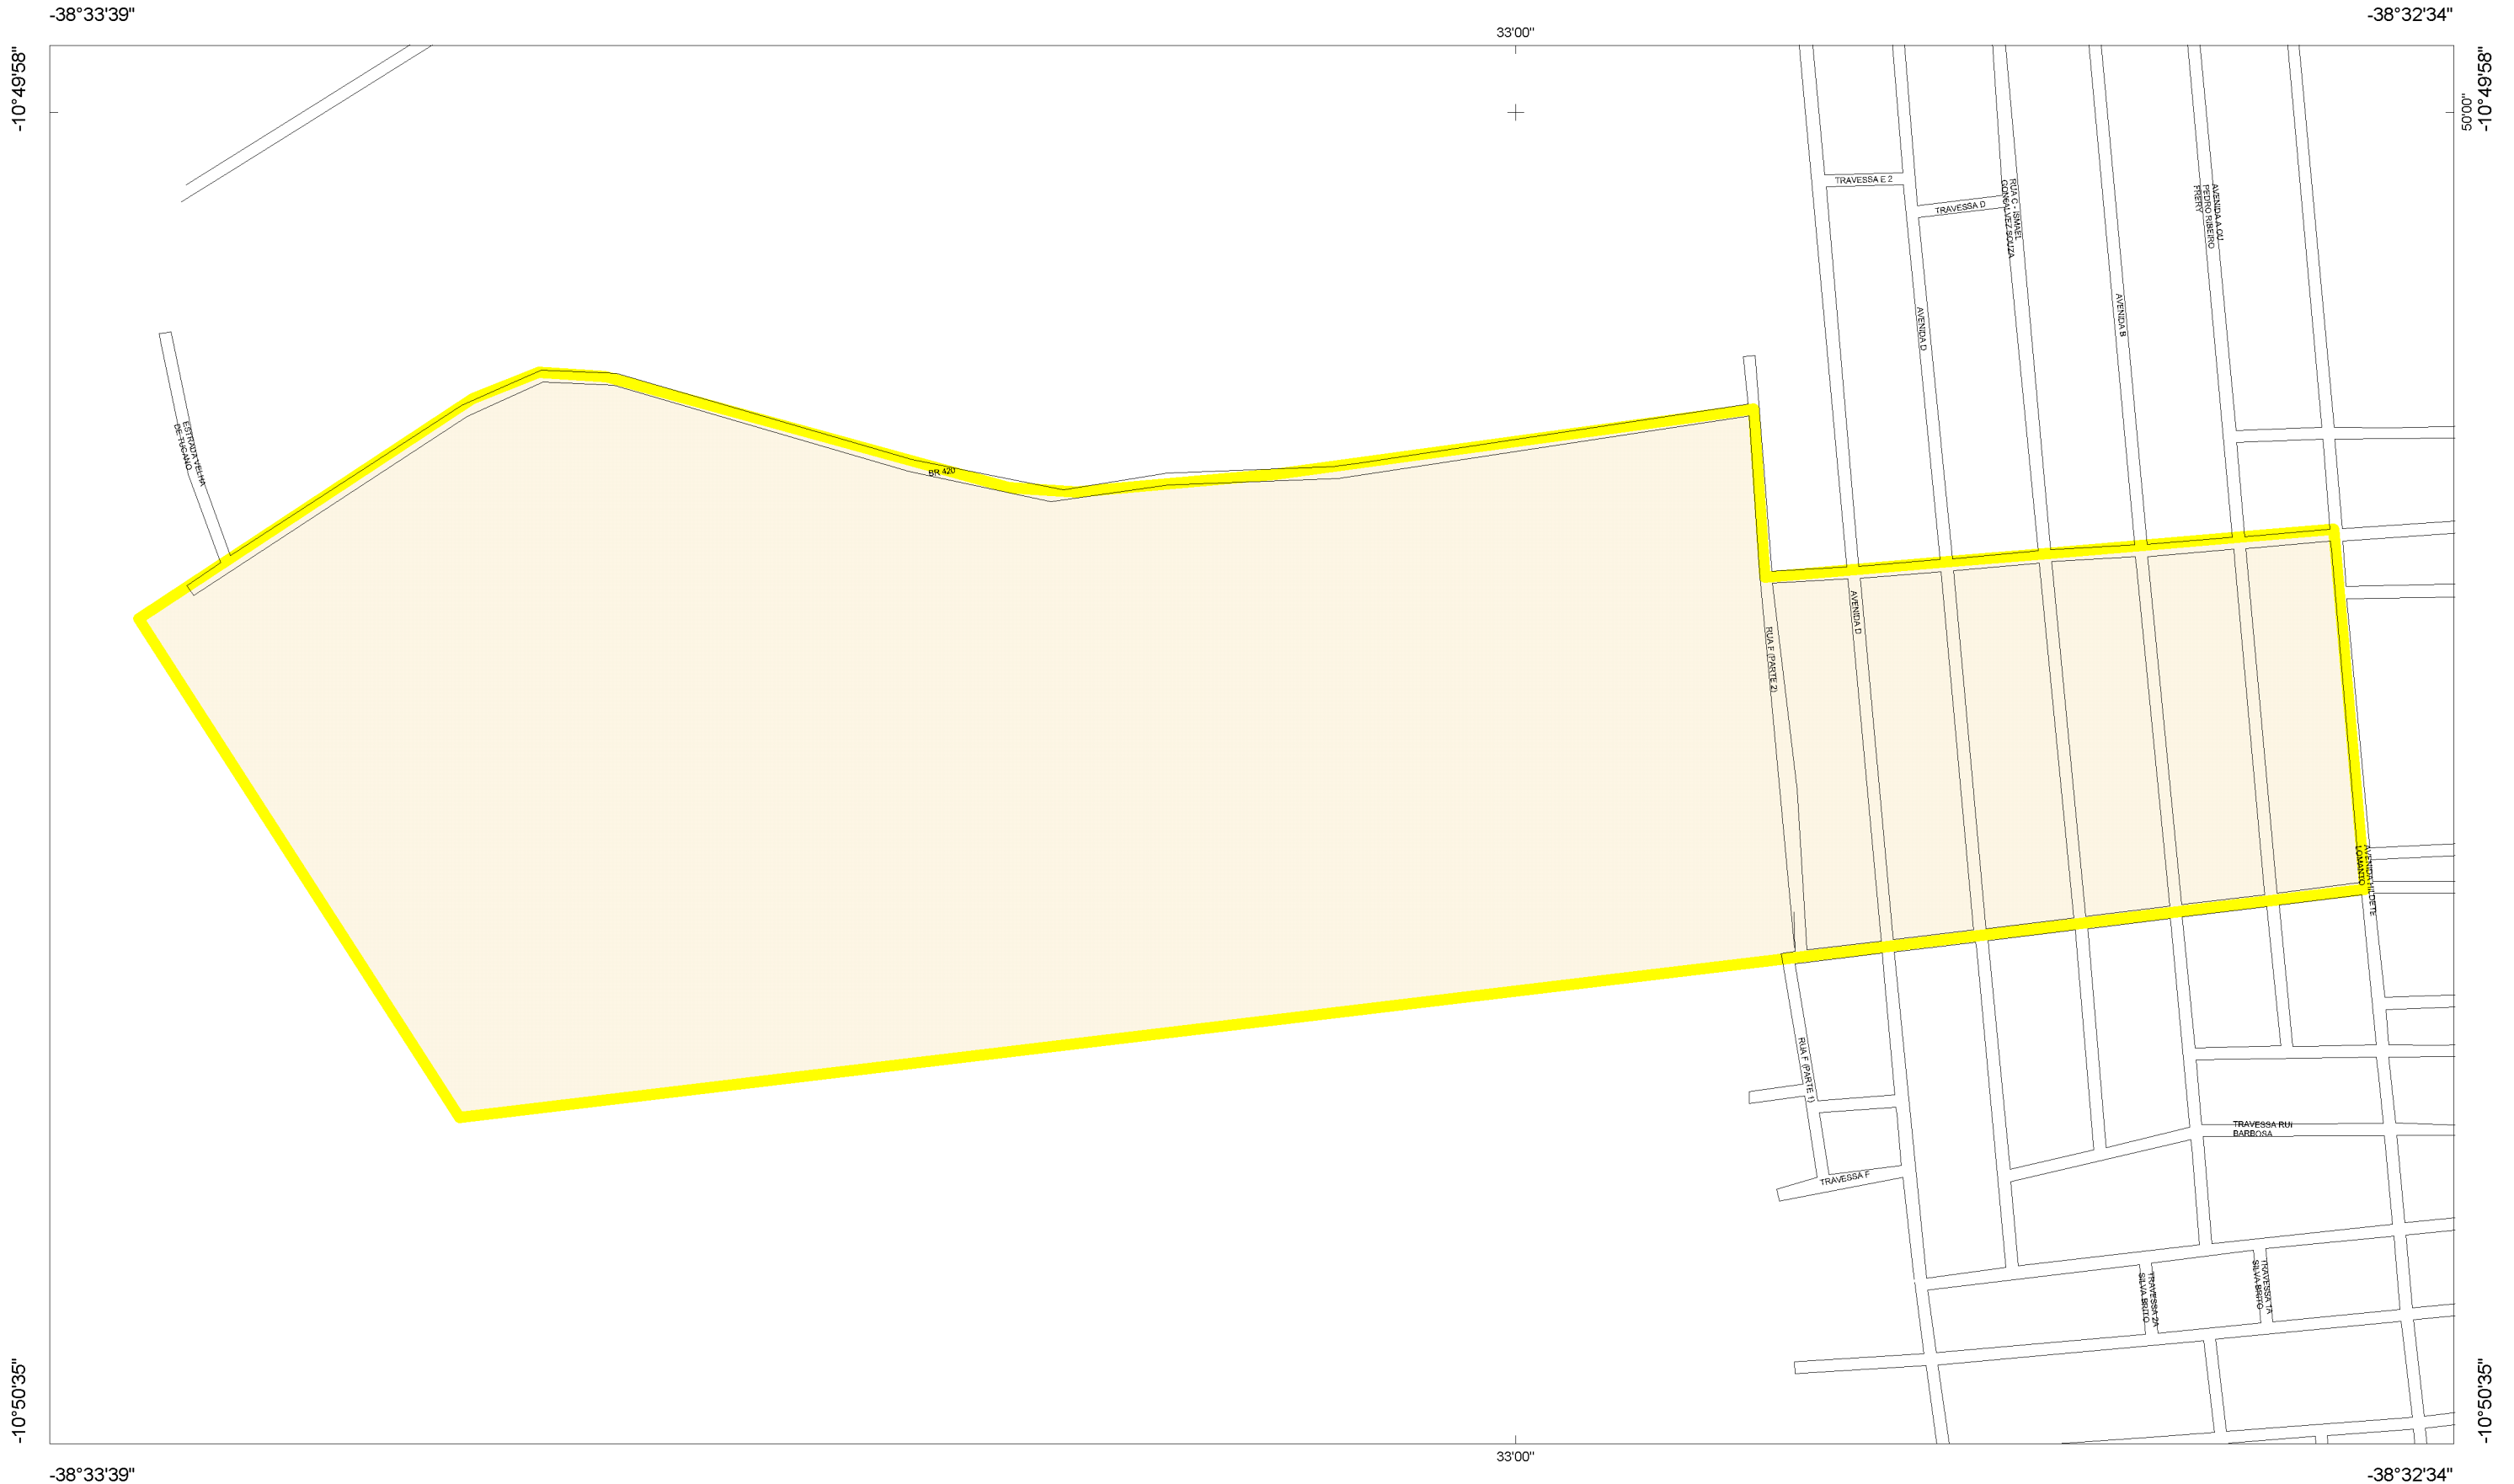 -38°33'39"
-38°32'34"
33'00"
-10°49'58"
50'00"
-10°49'58"
TRAVESSA E 2
TRAVESSA D
RUA C - ISMAEL
GONCALVEZ SOUZA
AVENIDA A OU
PEDRO RIBEIRO
FRERY
AVENIDA D
AVENIDA B
ESTRADA VELHA
DE TUCANO
BR 420
AVENIDA D
RUA F (PARTE 2)
AVENIDA HILDETE
LOMANTO
RUA F (PARTE 1)
TRAVESSA RUI
BARBOSA
TRAVESSA F
TRAVESSA 2A
SILVA BRITO
TRAVESSA 1A
SILVA BRITO
-10°50'35"
-10°50'35"
33'00"
-38°33'39"
-38°32'34"